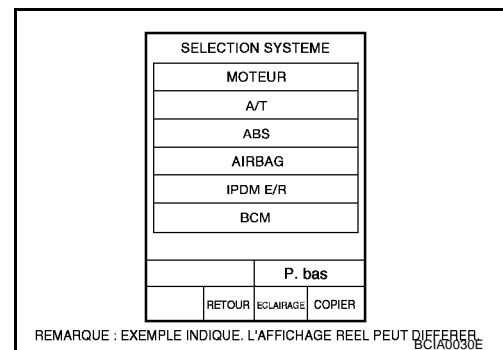 SELECTION SYSTEME
MOTEUR
A/T
ABS
AIRBAG
IPDM E/R
BCM
P. bas
RETOUR ECLAIRAGE COPIER
REMARQUE : EXEMPLE INDIQUE. L'AFFICHAGE REEL PEUT DIFFERER.
BCIA0030E